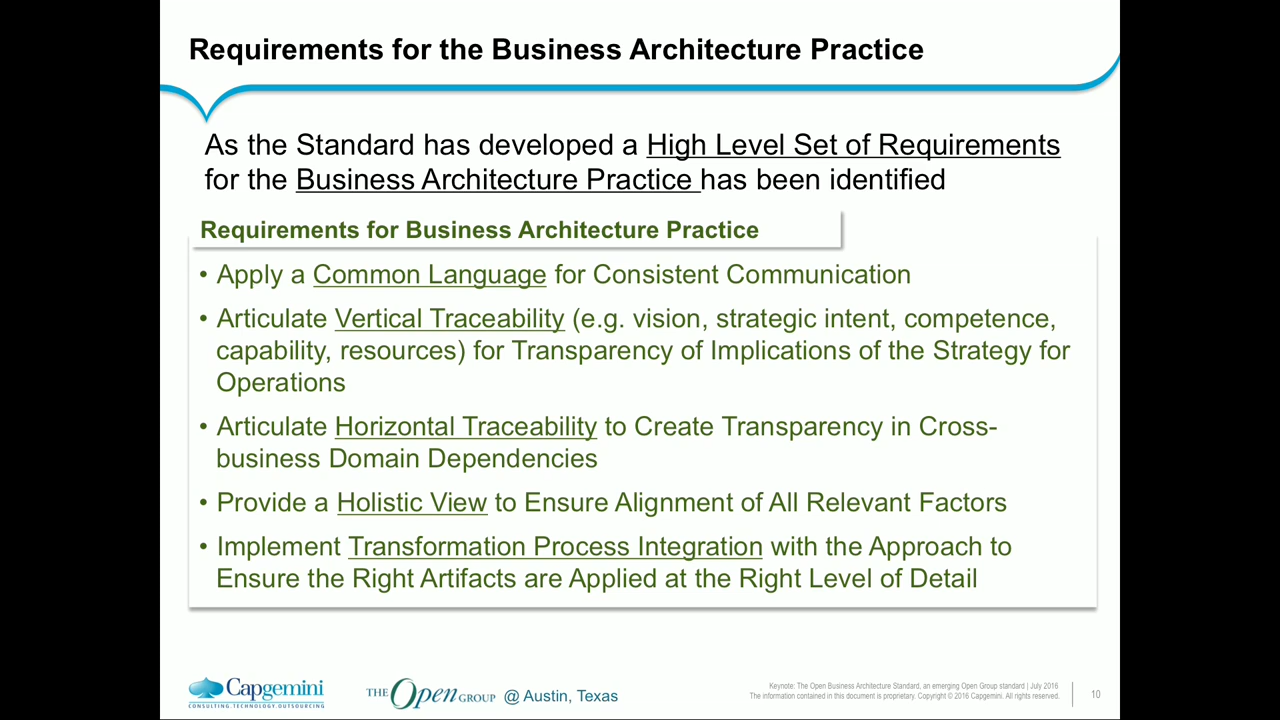 Requirements for the Business Architecture Practice
As the Standard has developed a High Level Set of Requirements
for the Business Architecture Practice has been identified
Requirements for Business Architecture Practice
• Apply a Common Language for Consistent Communication
• Articulate Vertical Traceability (e.g. vision, strategic intent, competence,
capability, resources) for Transparency of Implications of the Strategy for
Operations
• Articulate Horizontal Traceability to Create Transparency in Cross-
business Domain Dependencies
• Provide a Holistic View to Ensure Alignment of All Relevant Factors
• Implement Transformation Process Integration with the Approach to
Ensure the Right Artifacts are Applied at the Right Level of Detail
Capgemini
CONSULTING.TECHNOLOGY.OUTSOURCING
THE Open GROUP @ Austin, Texas
Keynote: The Open Business Architecture Standard, an emerging Open Group standard | July 2016
The information contained in this document is proprietary. Copyright © 2016 Capgemini. All rights reserved.
10